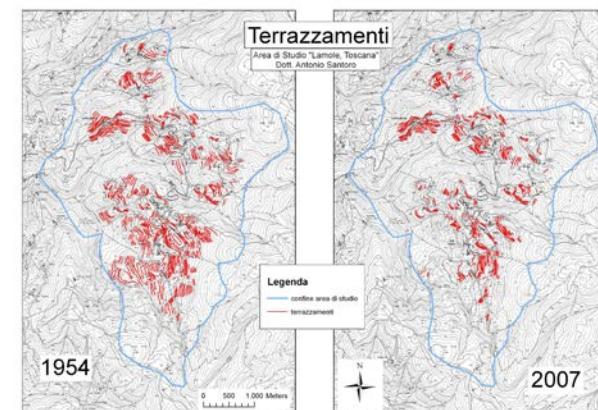 Terrazzamenti
Area di Studio "Lamole, Toscana"
Dott. Antonio Santoro
Legenda
confine area di studio
terrazzamenti
1954
0 500 1.000 Meters
N
2007